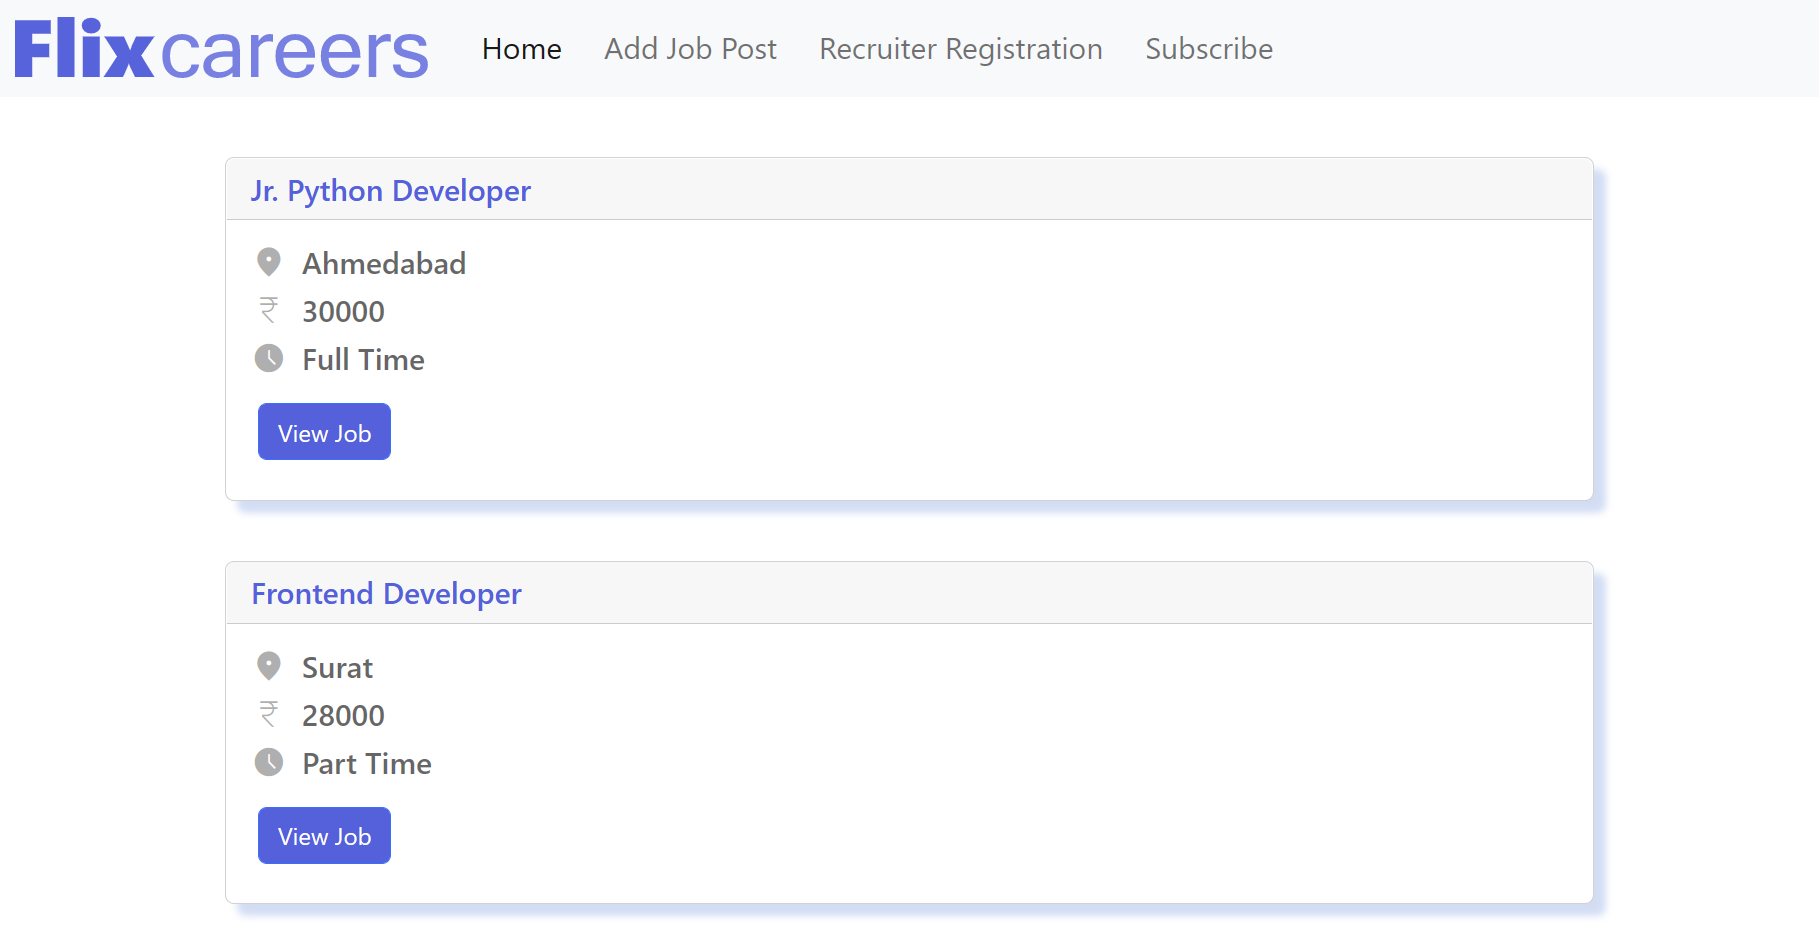 Flixcareers Home Add Job Post Recruiter Registration Subscribe
Jr. Python Developer
Ahmedabad
₹ 30000
Full Time
View Job
Frontend Developer
Surat
₹ 28000
Part Time
View Job